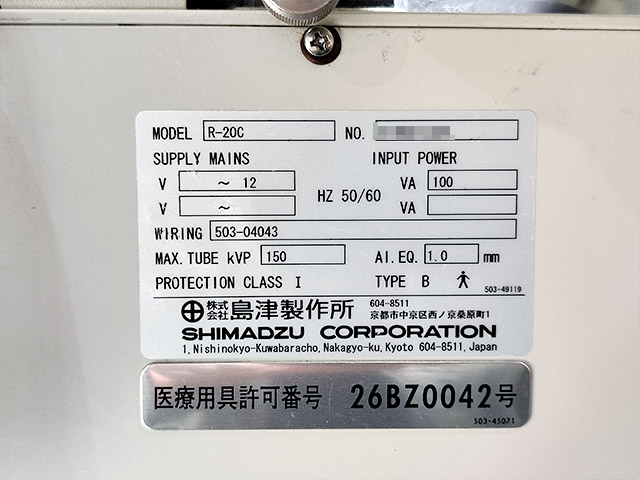 MODEL R-20C NO.
SUPPLY MAINS INPUT POWER
V ~ 12 HZ 50/60 VA 100
V ~ VA
WIRING 503-04043
MAX. TUBE kVP 150 Al.EQ. 1.0 mm
PROTECTION CLASS I TYPE B 503-49119
株式会社 島津製作所 604-8511
京都市中京区西ノ京桑原町1
SHIMADZU CORPORATION
1, Nishinokyo-Kuwabaracho, Nakagyo-ku, Kyoto 604-8511, Japan
医療用具許可番号 26BZ0042号
503-45071